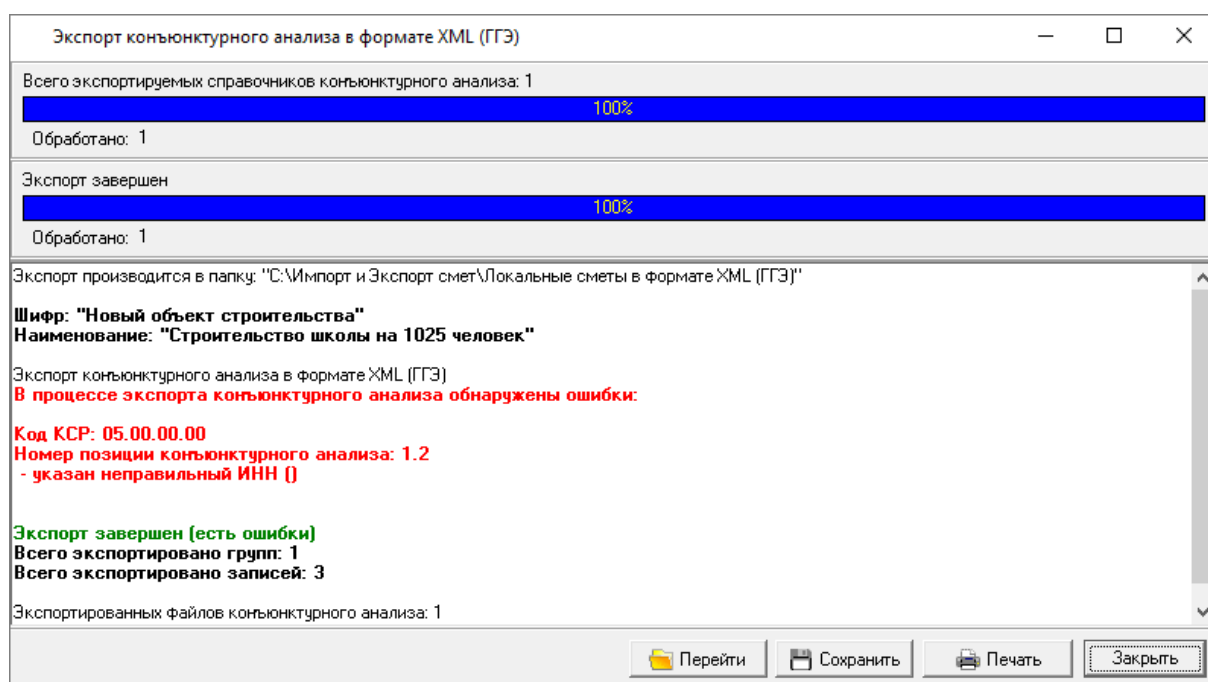 Экспорт конъюнктурного анализа в формате XML (ГГЭ)
Всего экспортируемых справочников конъюнктурного анализа: 1
100%
Обработано: 1
Экспорт завершен
100%
Обработано: 1
Экспорт производится в папку: "C:\Импорт и Экспорт смет\Локальные сметы в формате XML (ГГЭ)"
Шифр: "Новый объект строительства"
Наименование: "Строительство школы на 1025 человек"
Экспорт конъюнктурного анализа в формате XML (ГГЭ)
В процессе экспорта конъюнктурного анализа обнаружены ошибки:
Код КСР: 05.00.00.00
Номер позиции конъюнктурного анализа: 1.2
- указан неправильный ИНН ()
Экспорт завершен (есть ошибки)
Всего экспортировано групп: 1
Всего экспортировано записей: 3
Экспортированных файлов конъюнктурного анализа: 1
Перейти Сохранить Печать Закрыть